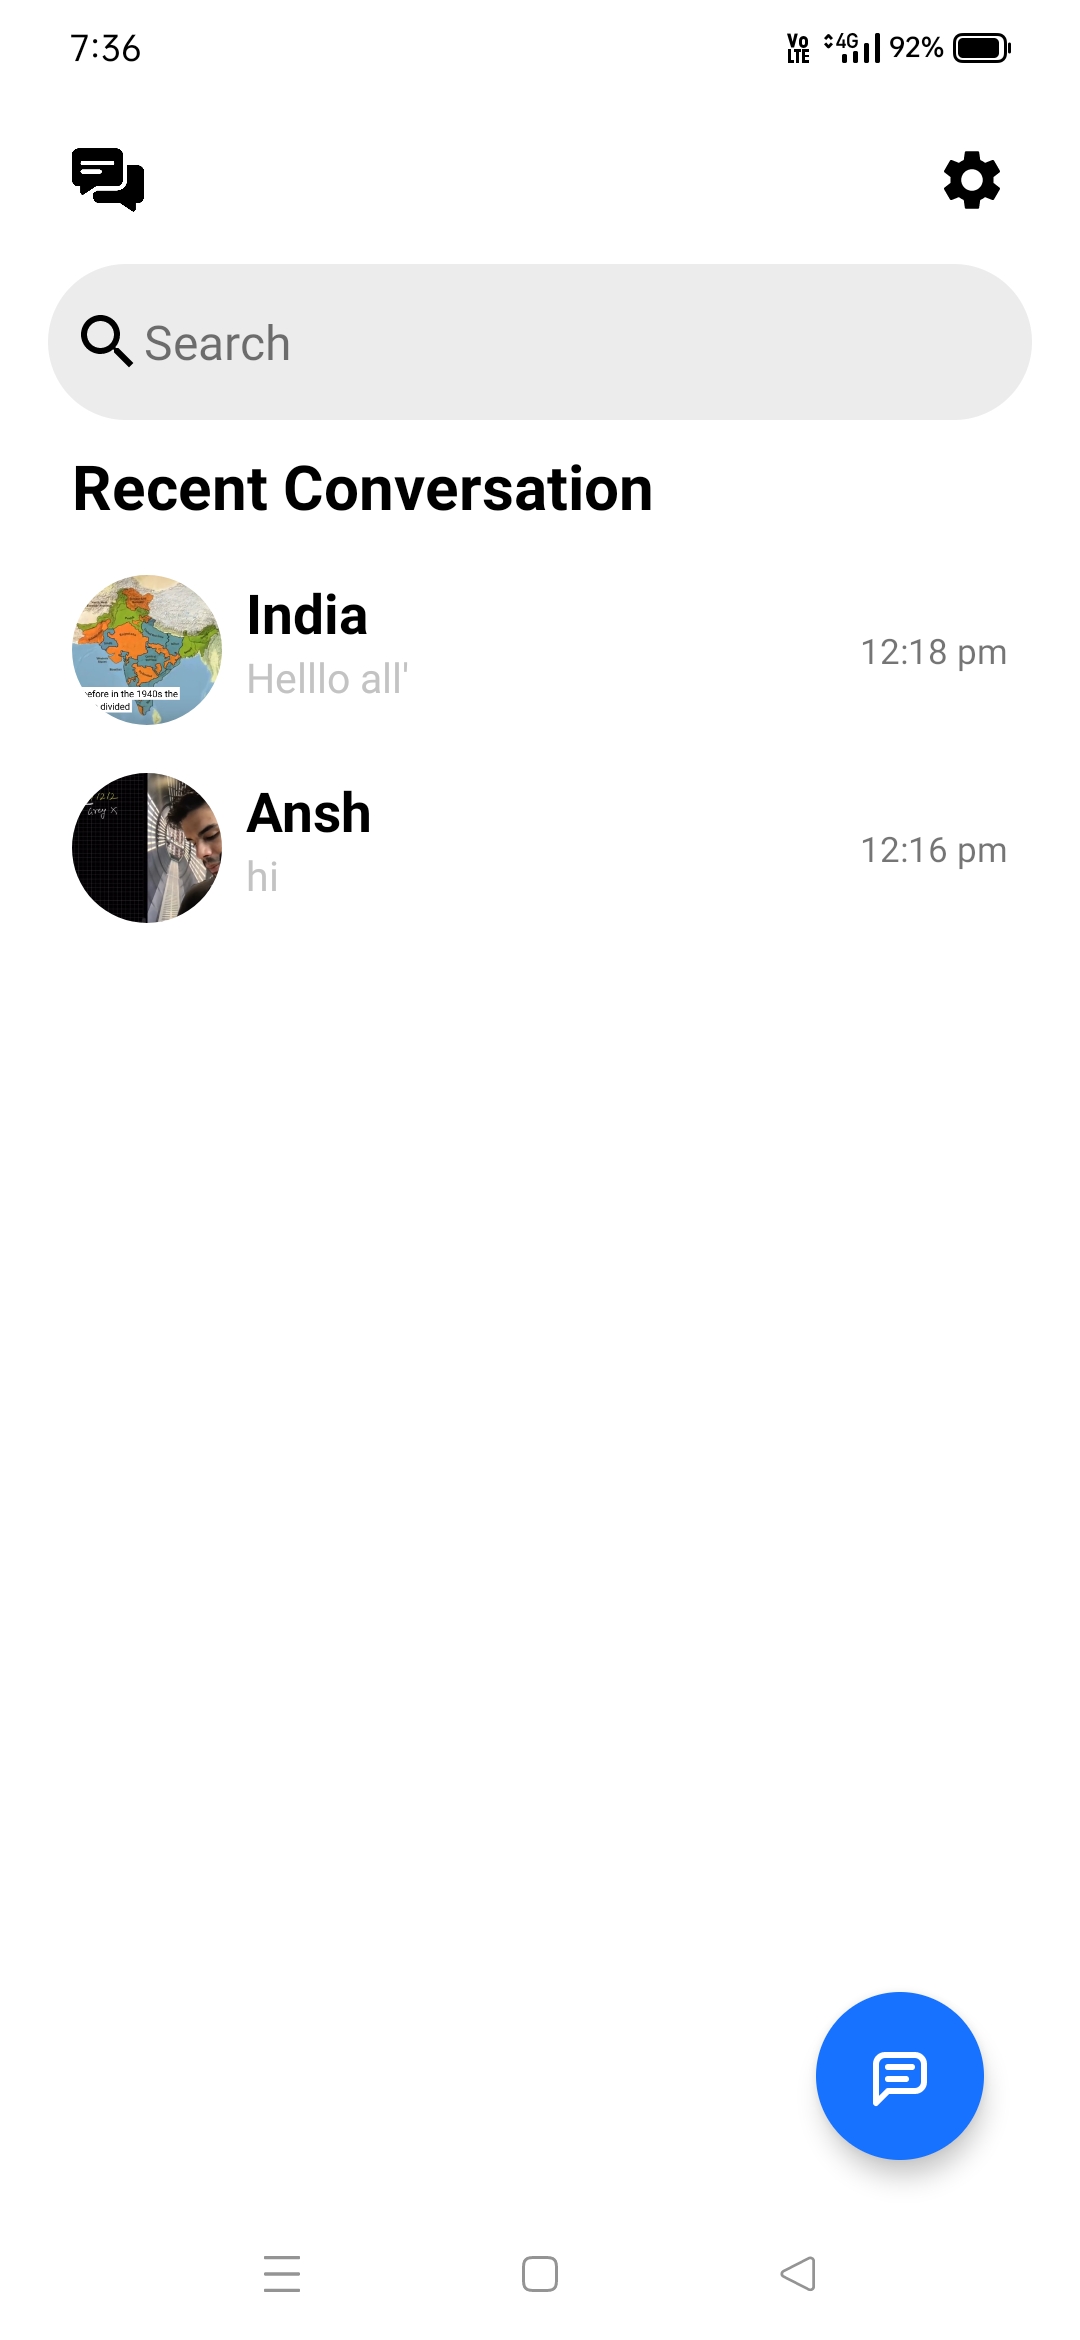 7:36 Vo LTE 4G 92%
Search
Recent Conversation
India
Helllo all'
12:18 pm
efore in the 1940s the
divided
Ansh
hi
12:16 pm